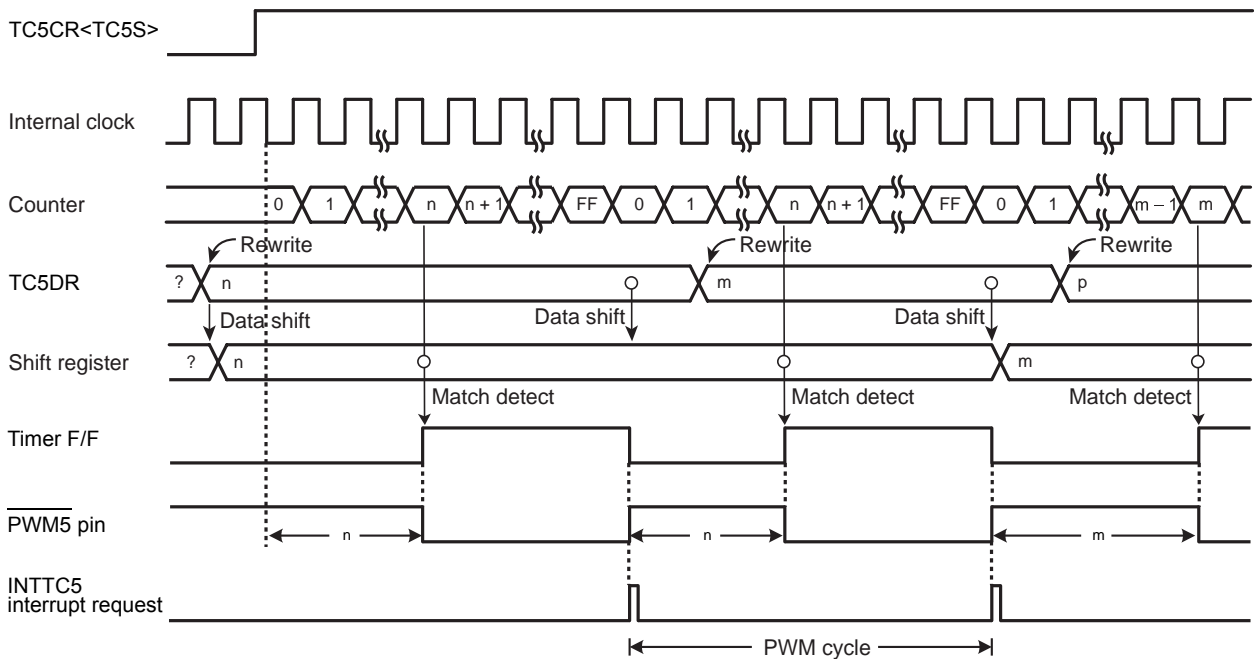 TC5CR<TC5S>
Internal clock
Counter
0 1 n n + 1 FF 0 1 n n + 1 FF 0 1 m – 1 m
Rewrite Rewrite Rewrite
TC5DR
? n m p
Data shift Data shift Data shift
Shift register
? n m
Match detect Match detect Match detect
Timer F/F
PWM5 pin
n n m
INTTC5
interrupt request
PWM cycle